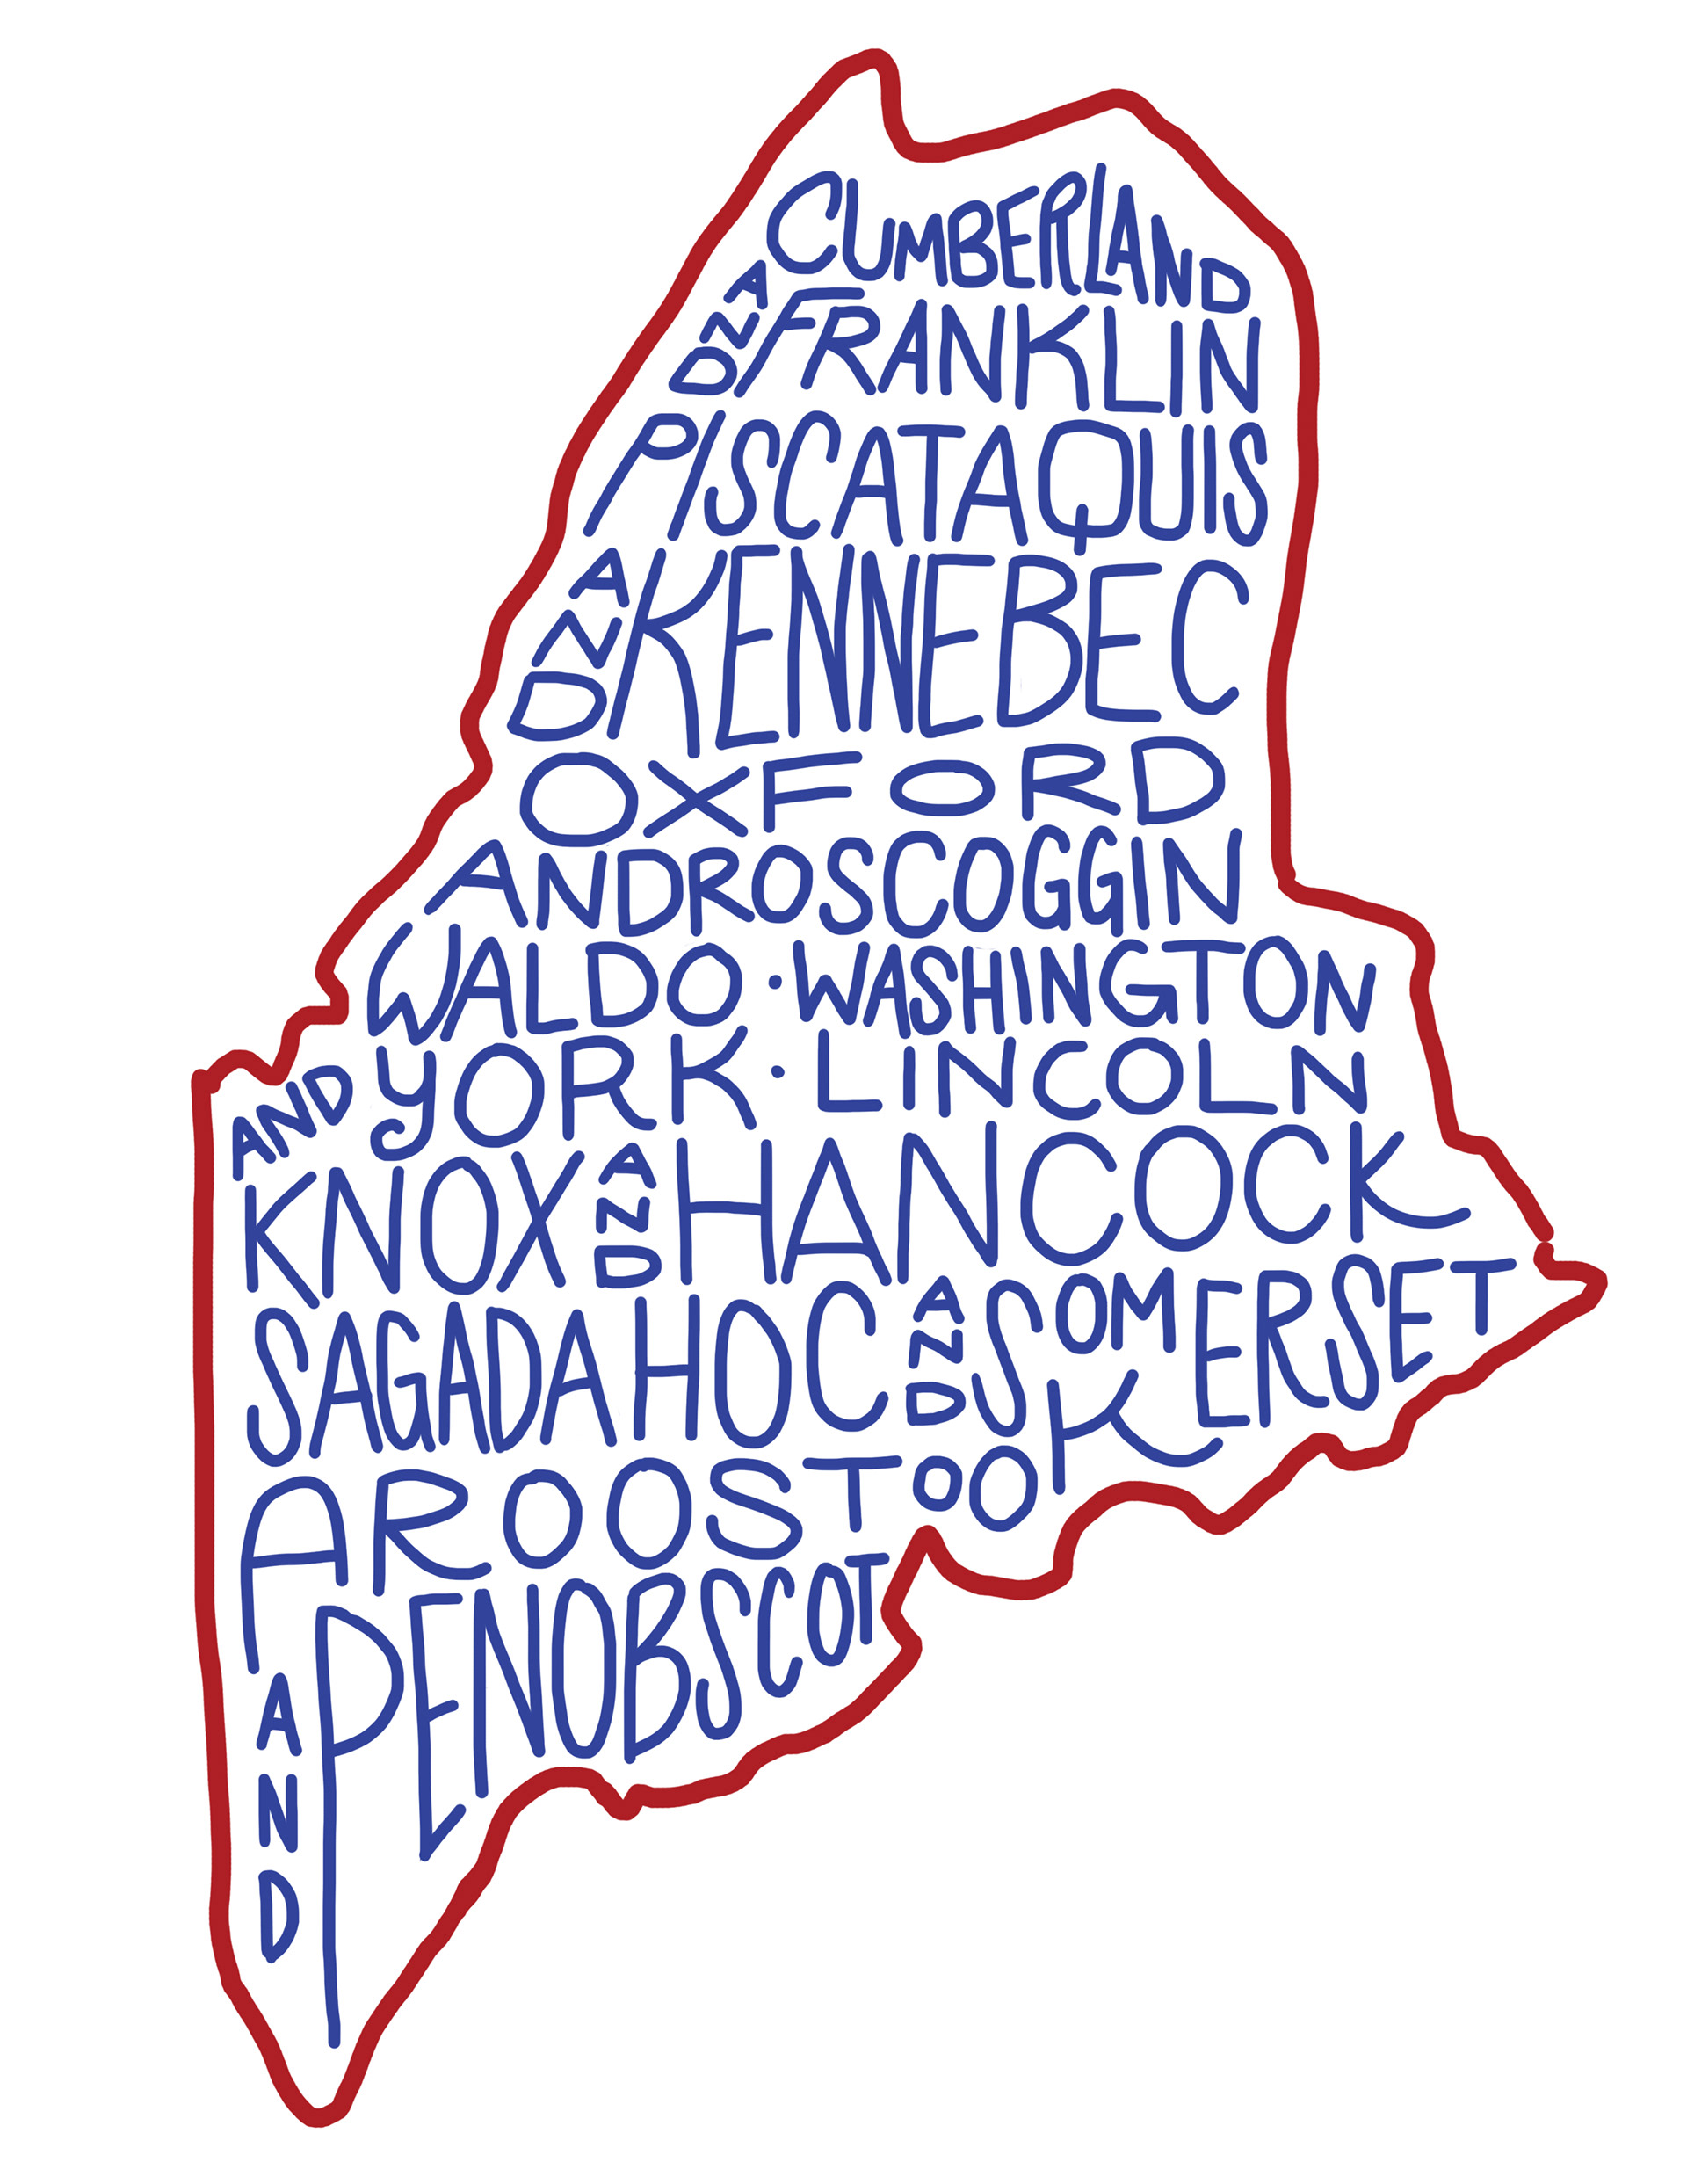 CUMBERLAND
AND FRANKLIN
PISCATAQUIS
AND KENNEBEC
OXFORD
ANDROSCOGGIN
WALDO · WASHINGTON
AND YORK · LINCOLN
KNOX AND HANCOCK
SAGADAHOC AND SOMERSET
AROOSTOOK
AND PENOBSCOT